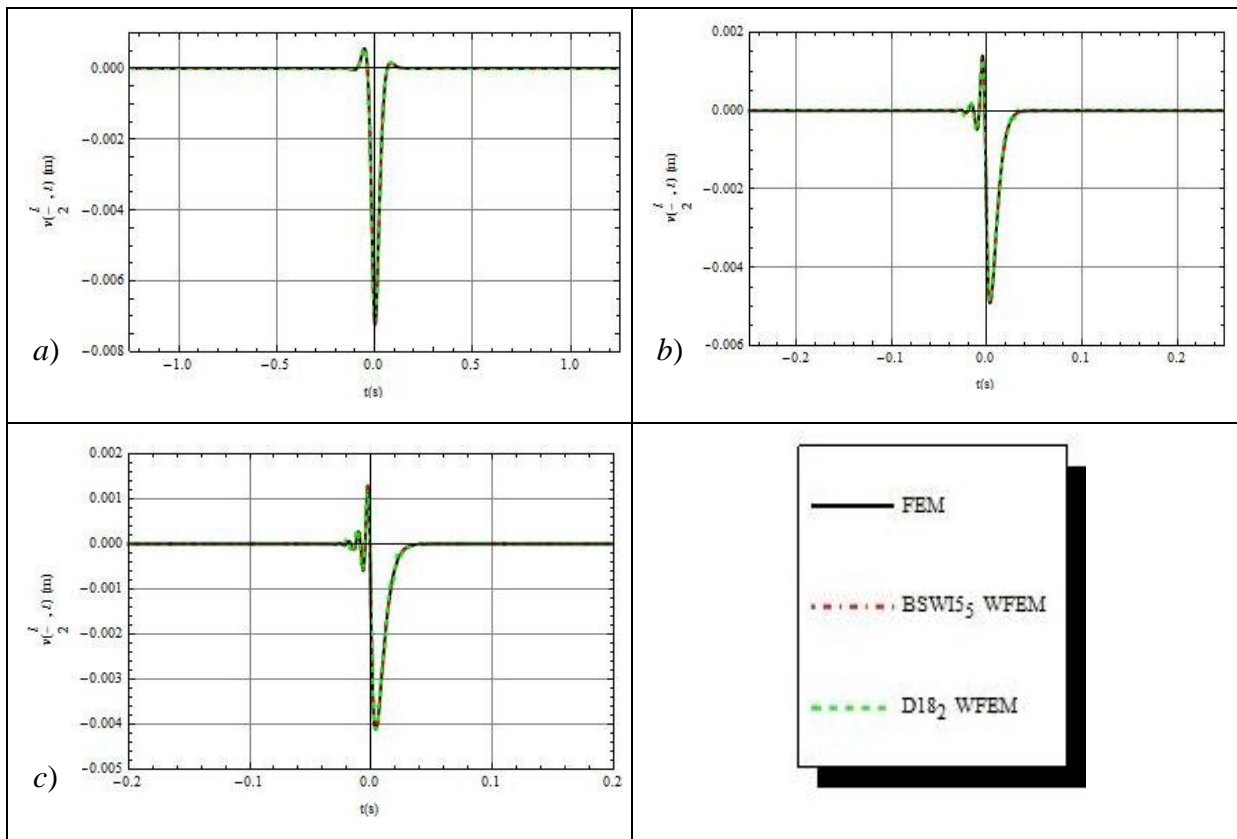 0.000
−0.002
−0.004
−0.006
−0.008
v(l/2, t) (m)
−1.0
−0.5
0.0
0.5
1.0
t(s)
a)
0.002
0.000
−0.002
−0.004
−0.006
v(l/2, t) (m)
−0.2
−0.1
0.0
0.1
0.2
t(s)
b)
0.002
0.001
0.000
−0.001
−0.002
−0.003
−0.004
−0.005
v(l/2, t) (m)
−0.2
−0.1
0.0
0.1
0.2
t(s)
c)
FEM
BSWI5₅ WFEM
D18₂ WFEM